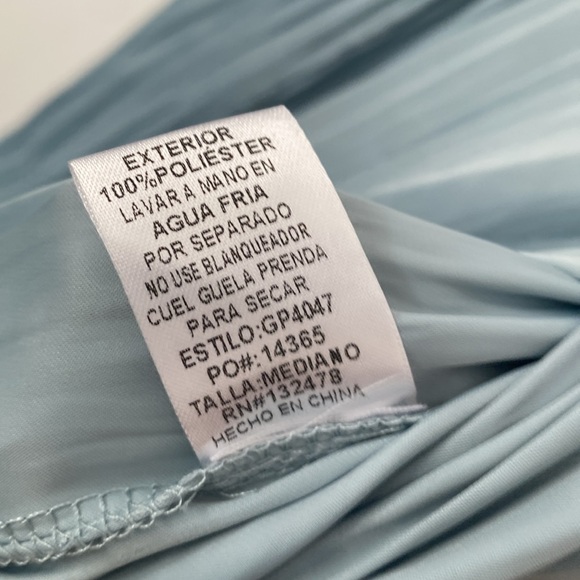 EXTERIOR
100%POLIÉSTER
LAVAR A MANO EN
AGUA FRIA
POR SEPARADO
NO USE BLANQUEADOR
CUEL GUELA PRENDA
PARA SECAR
ESTILO:GP4047
PO#:14365
TALLA:MEDIANO
RN#132478
HECHO EN CHINA